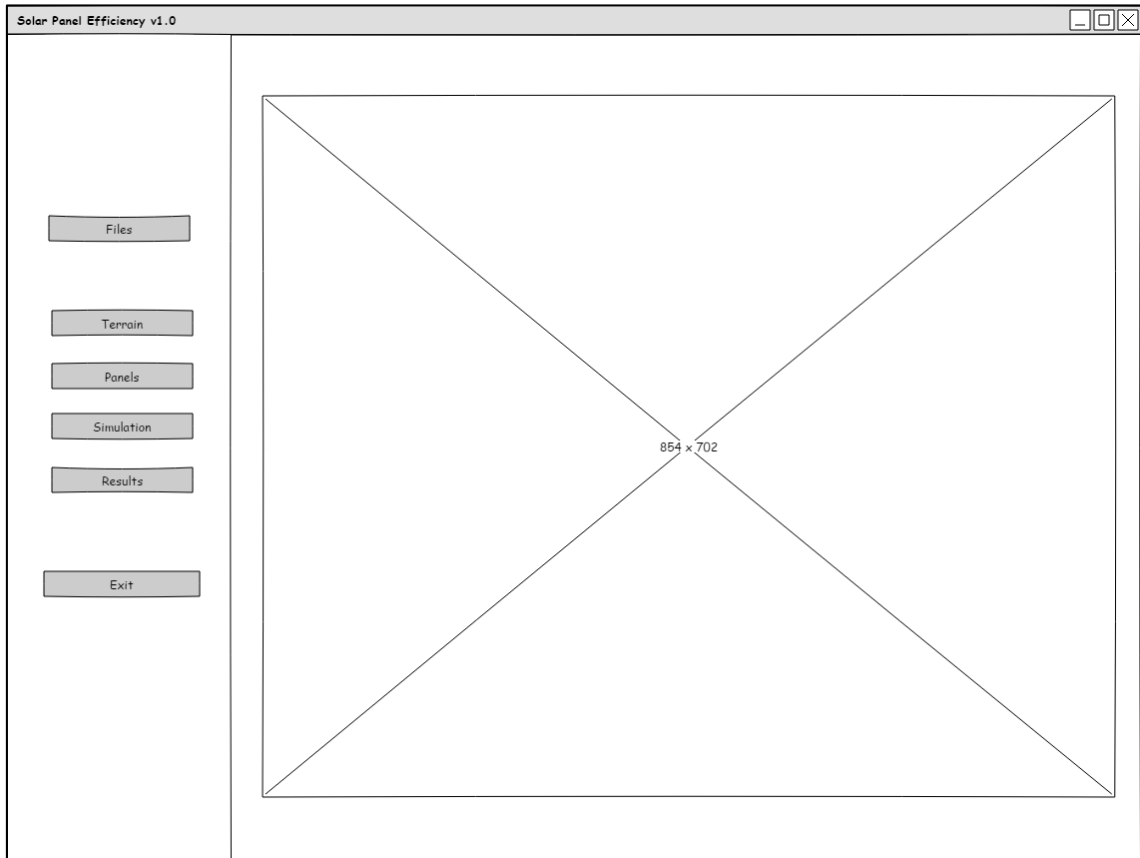 Solar Panel Efficiency v1.0
Files
Terrain
Panels
Simulation
Results
Exit
854 x 702